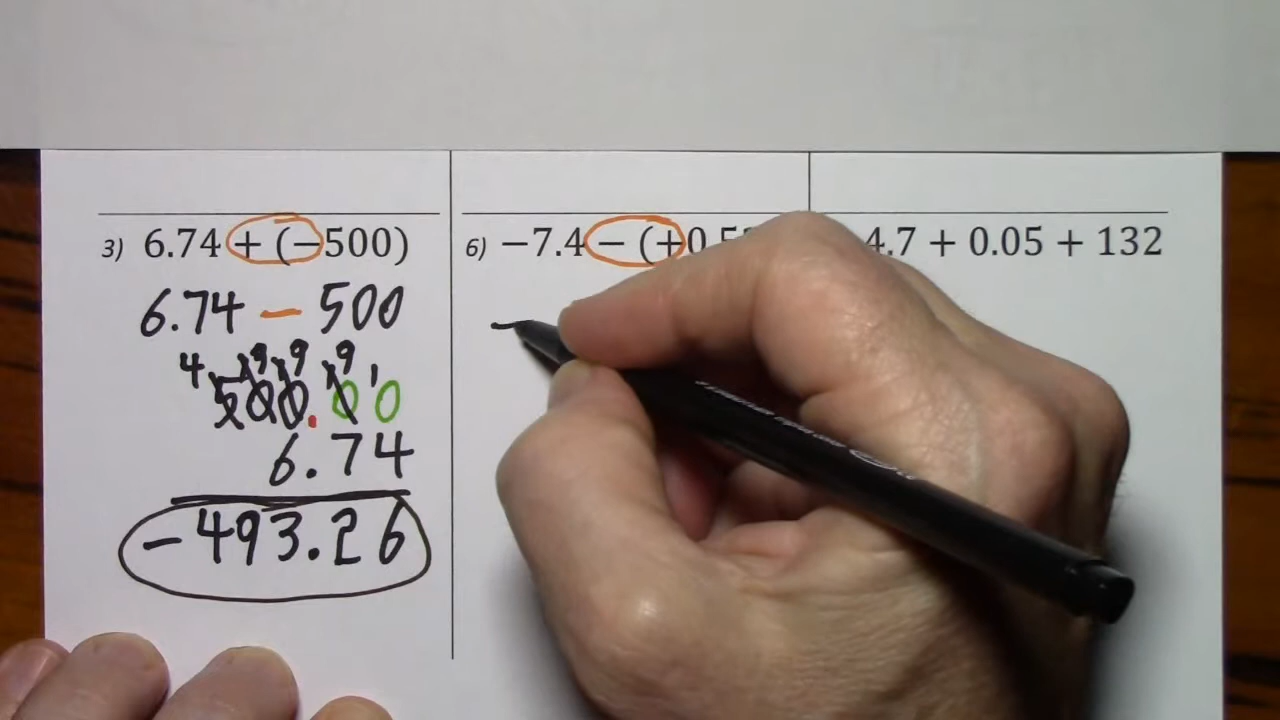 3) 6.74 + (−500)
6.74 − 500
4 9 9 9 1
500.00
6.74
−493.26
6) −7.4 − (+0.5
−
4.7 + 0.05 + 132